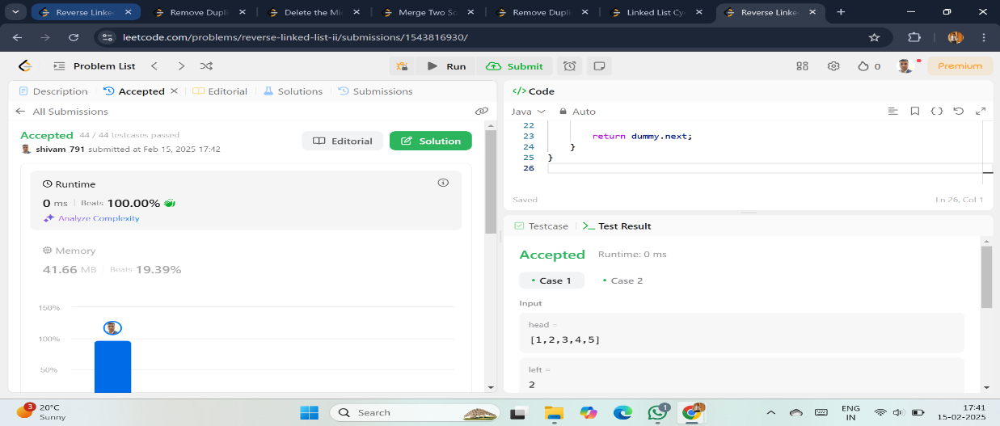 Reverse Linke
Remove Dupli
Delete the Mi
Merge Two So
Remove Dupli
Linked List Cy
Reverse Linke
leetcode.com/problems/reverse-linked-list-ii/submissions/1543816930/
Problem List
Run
Submit
0
Premium
Description
Accepted
Editorial
Solutions
Submissions
All Submissions
Accepted 44 / 44 testcases passed
shivam_791 submitted at Feb 15, 2025 17:42
Editorial
Solution
Runtime
0 ms | Beats 100.00%
Analyze Complexity
Memory
41.66 MB | Beats 19.39%
150%
100%
50%
</> Code
Java
Auto
22
23 return dummy.next;
24 }
25 }
26
Saved
Ln 26, Col 1
Testcase
>_ Test Result
Accepted Runtime: 0 ms
• Case 1
• Case 2
Input
head =
[1,2,3,4,5]
left =
2
3
20°C
Sunny
Search
1
ENG
IN
17:41
15-02-2025